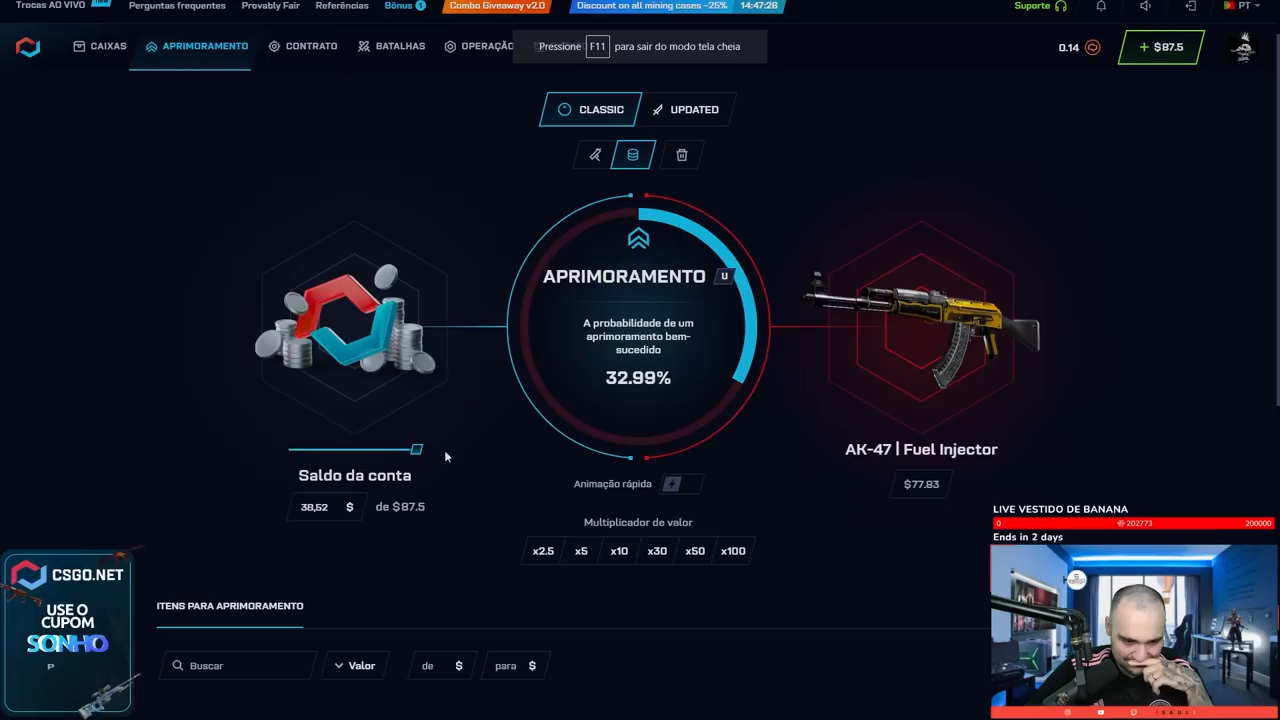 Trocas AO VIVO
Perguntas frequentes
Provably Fair
Referências
Bônus 1
Combo Giveaway v2.0
Discount on all mining cases -25%
14:47:26
Suporte
PT
CAIXAS
APRIMORAMENTO
CONTRATO
BATALHAS
OPERAÇÃO
Pressione F11 para sair do modo tela cheia
0.14
+ $87.5
CLASSIC
UPDATED
APRIMORAMENTO U
A probabilidade de um
aprimoramento bem-
sucedido
32.99%
Saldo da conta
38,52 $ de $87.5
AK-47 | Fuel Injector
$77.83
Animação rápida
Multiplicador de valor
x2.5 x5 x10 x30 x50 x100
LIVE VESTIDO DE BANANA
0 202773 200000
Ends in 2 days
CSGO.NET
USE O
CUPOM
SONHO
P
ITENS PARA APRIMORAMENTO
Buscar
Valor
de $
para $